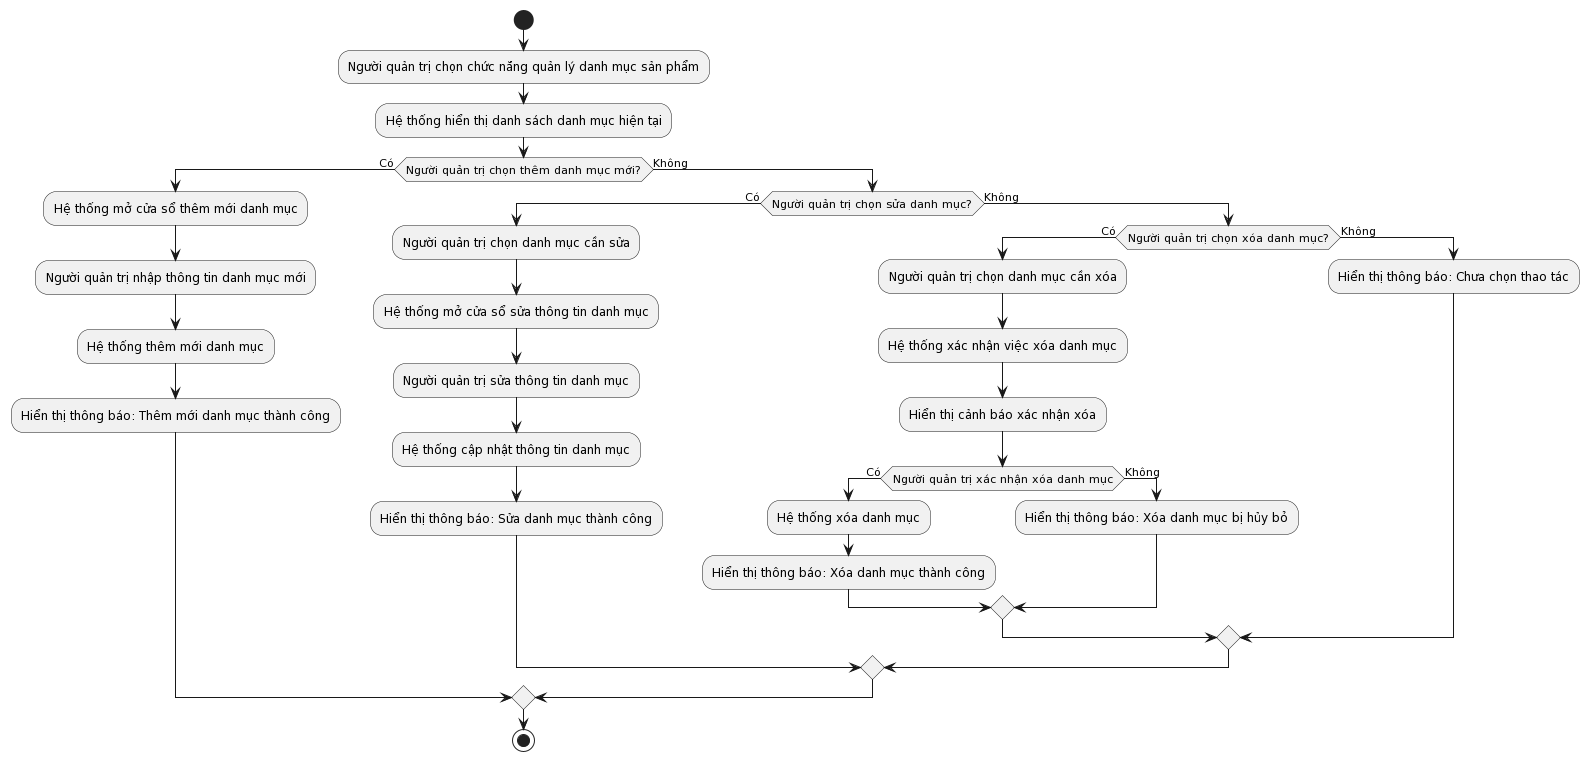 Người quản trị chọn chức năng quản lý danh mục sản phẩm
Hệ thống hiển thị danh sách danh mục hiện tại
Có
Người quản trị chọn thêm danh mục mới?
Không
Hệ thống mở cửa sổ thêm mới danh mục
Người quản trị nhập thông tin danh mục mới
Hệ thống thêm mới danh mục
Hiển thị thông báo: Thêm mới danh mục thành công
Có
Người quản trị chọn sửa danh mục?
Không
Người quản trị chọn danh mục cần sửa
Hệ thống mở cửa sổ sửa thông tin danh mục
Người quản trị sửa thông tin danh mục
Hệ thống cập nhật thông tin danh mục
Hiển thị thông báo: Sửa danh mục thành công
Có
Người quản trị chọn xóa danh mục?
Không
Người quản trị chọn danh mục cần xóa
Hệ thống xác nhận việc xóa danh mục
Hiển thị cảnh báo xác nhận xóa
Có
Người quản trị xác nhận xóa danh mục
Không
Hệ thống xóa danh mục
Hiển thị thông báo: Xóa danh mục thành công
Hiển thị thông báo: Xóa danh mục bị hủy bỏ
Hiển thị thông báo: Chưa chọn thao tác